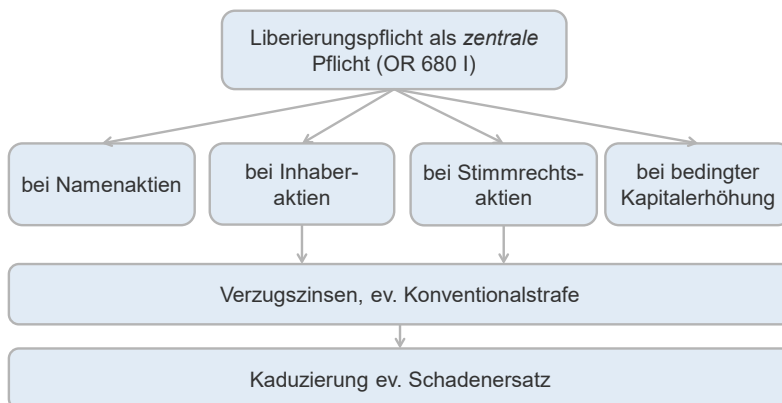 Liberierungspflicht als zentrale
Pflicht (OR 680 I)
bei Namenaktien
bei Inhaber-
aktien
bei Stimmrechts-
aktien
bei bedingter
Kapitalerhöhung
Verzugszinsen, ev. Konventionalstrafe
Kaduzierung ev. Schadenersatz